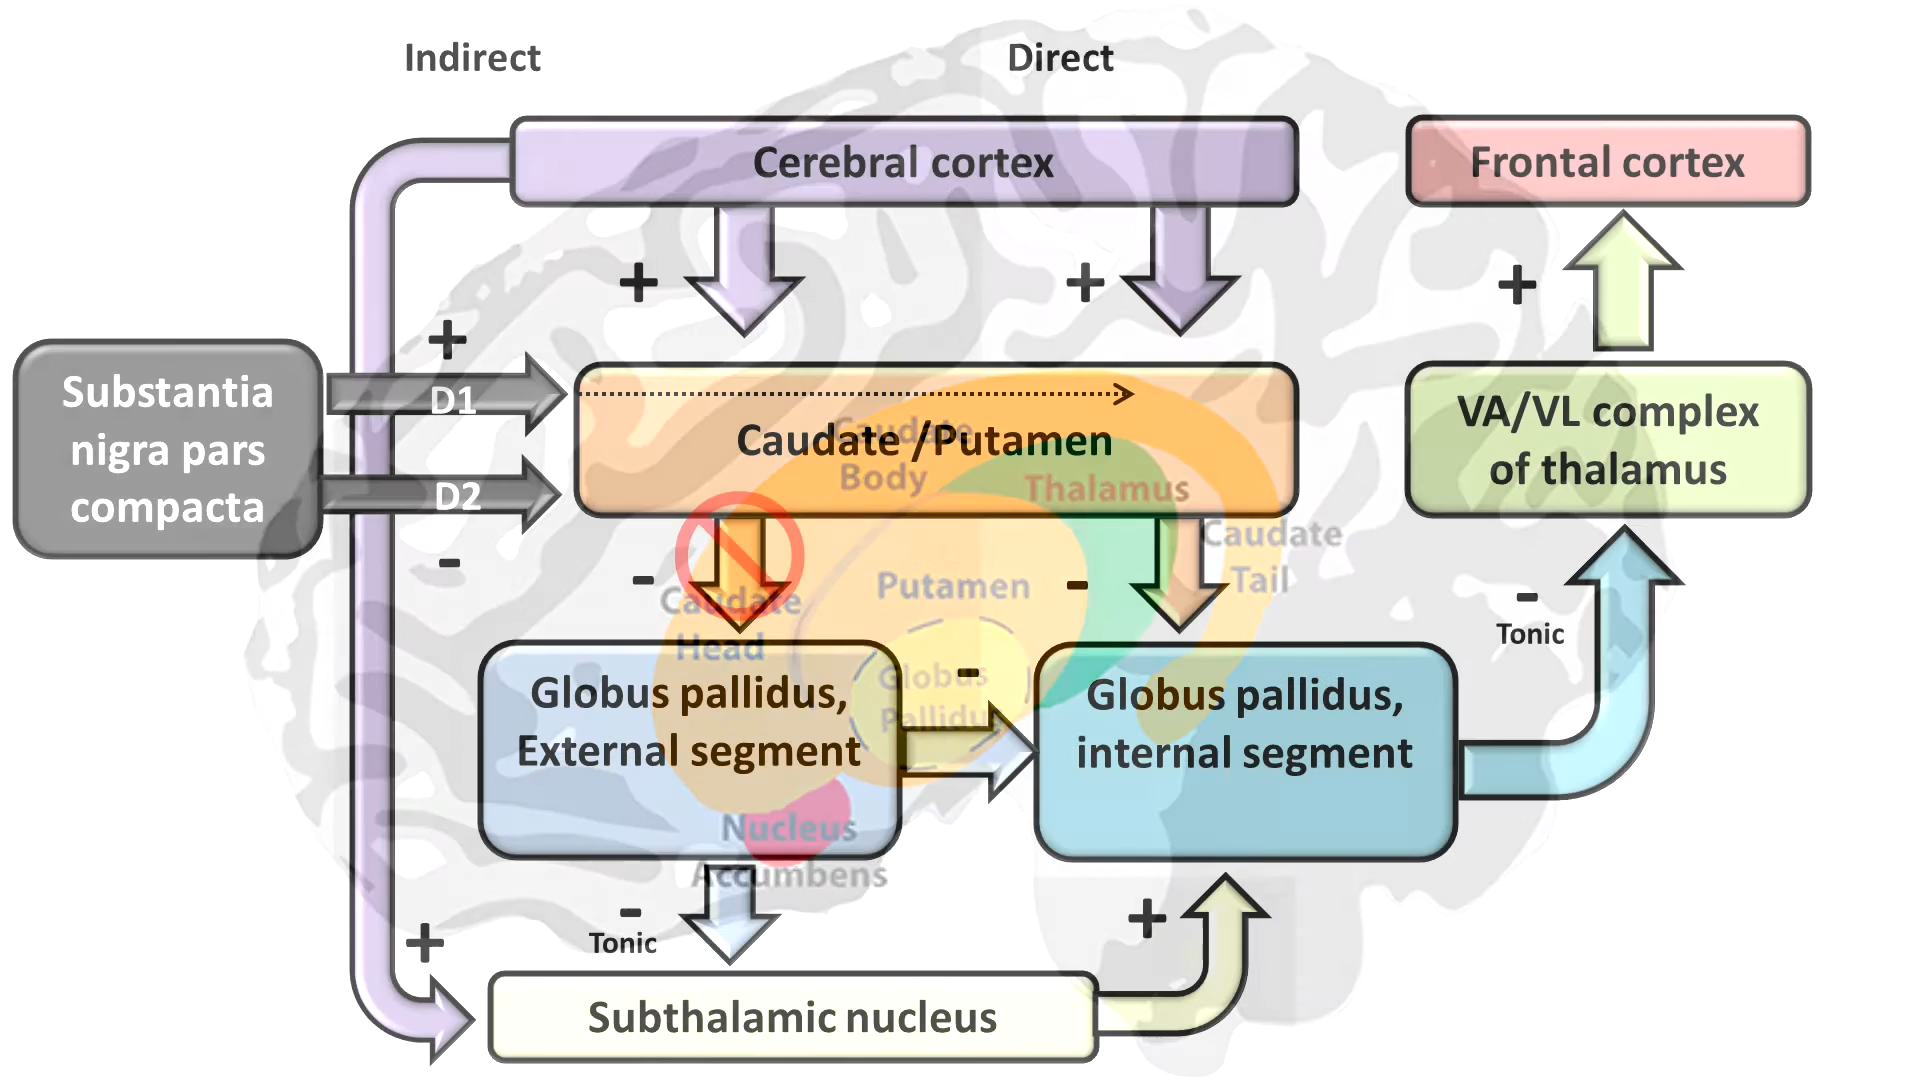 Indirect
Direct
Cerebral cortex
Frontal cortex
+
+
+
+
Substantia
nigra pars
compacta
D1
D2
-
Caudate /Putamen
Caudate
Body
Thalamus
VA/VL complex
of thalamus
-
Caudate
Head
Putamen
-
Caudate
Tail
-
Tonic
Globus pallidus,
External segment
-
Globus
Pallidus
Globus pallidus,
internal segment
Nucleus
Accumbens
-
Tonic
+
+
Subthalamic nucleus